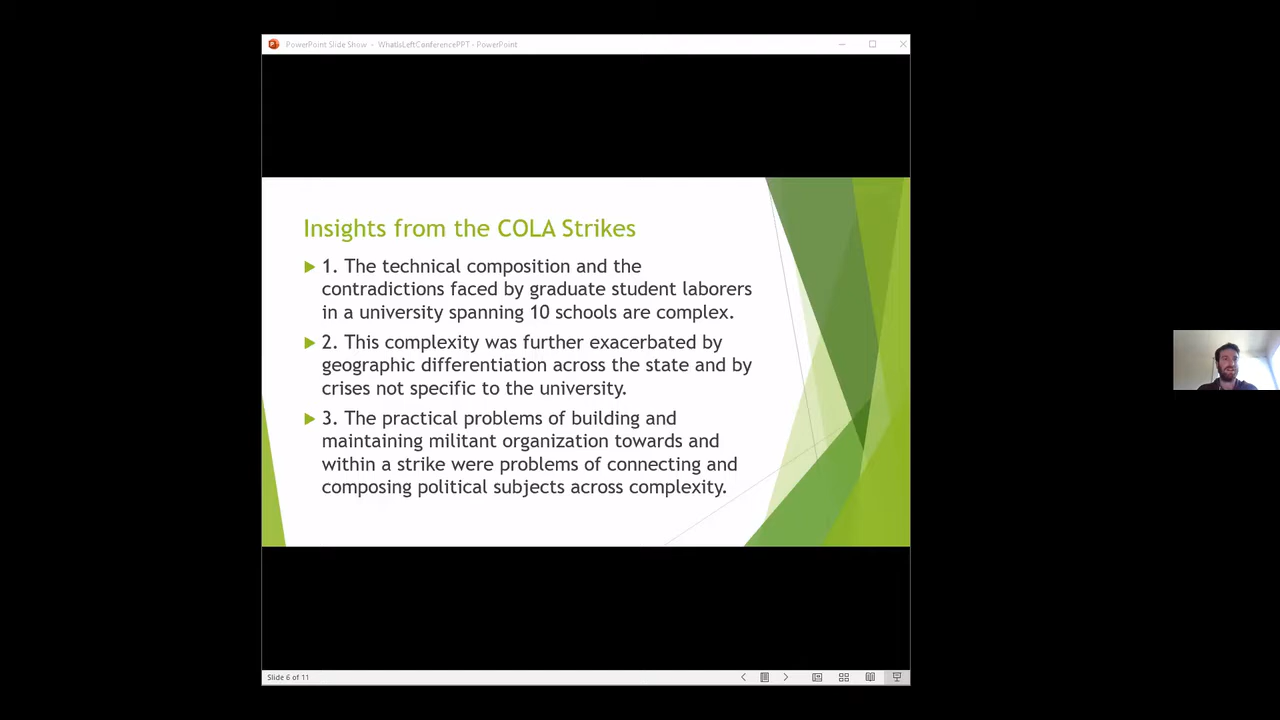 PowerPoint Slide Show - WhatIsLeftConferencePPT - PowerPoint
Insights from the COLA Strikes
1. The technical composition and the
contradictions faced by graduate student laborers
in a university spanning 10 schools are complex.
2. This complexity was further exacerbated by
geographic differentiation across the state and by
crises not specific to the university.
3. The practical problems of building and
maintaining militant organization towards and
within a strike were problems of connecting and
composing political subjects across complexity.
Slide 6 of 11